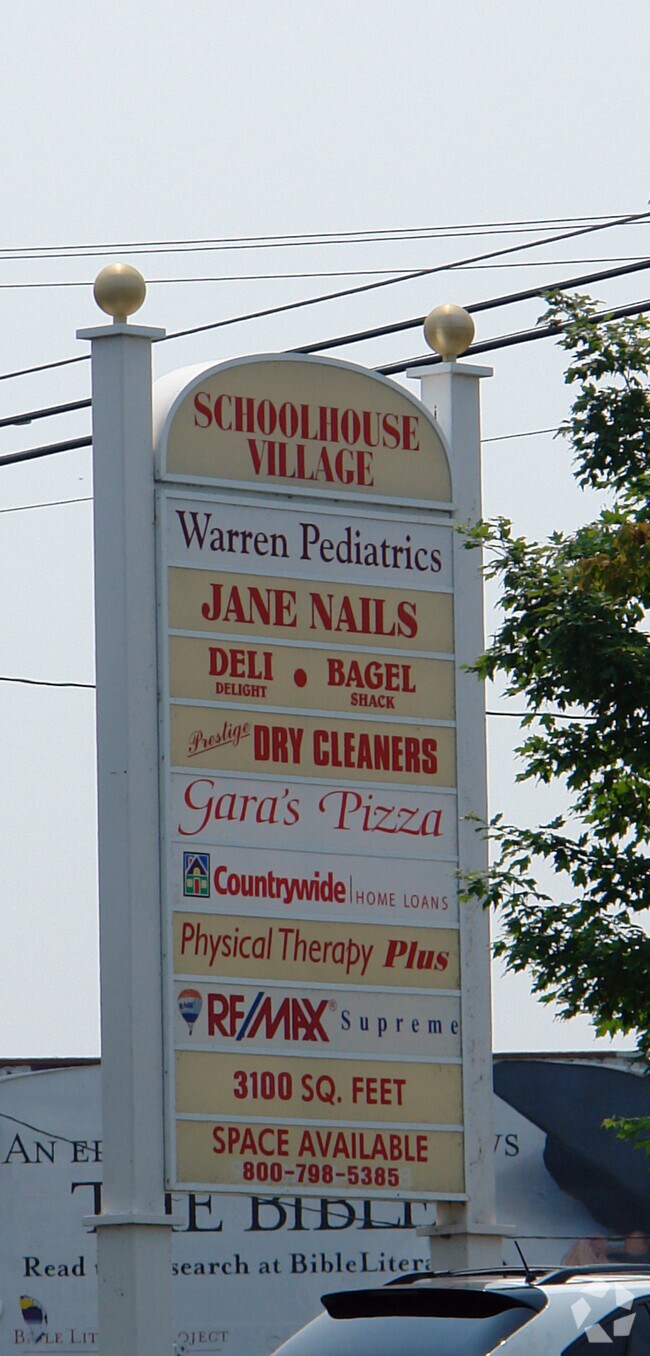 SCHOOLHOUSE
VILLAGE
Warren Pediatrics
JANE NAILS
DELI • BAGEL
DELIGHT SHACK
Prestige DRY CLEANERS
Gara's Pizza
Countrywide HOME LOANS
Physical Therapy Plus
RE/MAX® Supreme
3100 SQ. FEET
SPACE AVAILABLE
800-798-5385
AN
THE BIBLE
Read search at BibleLitera